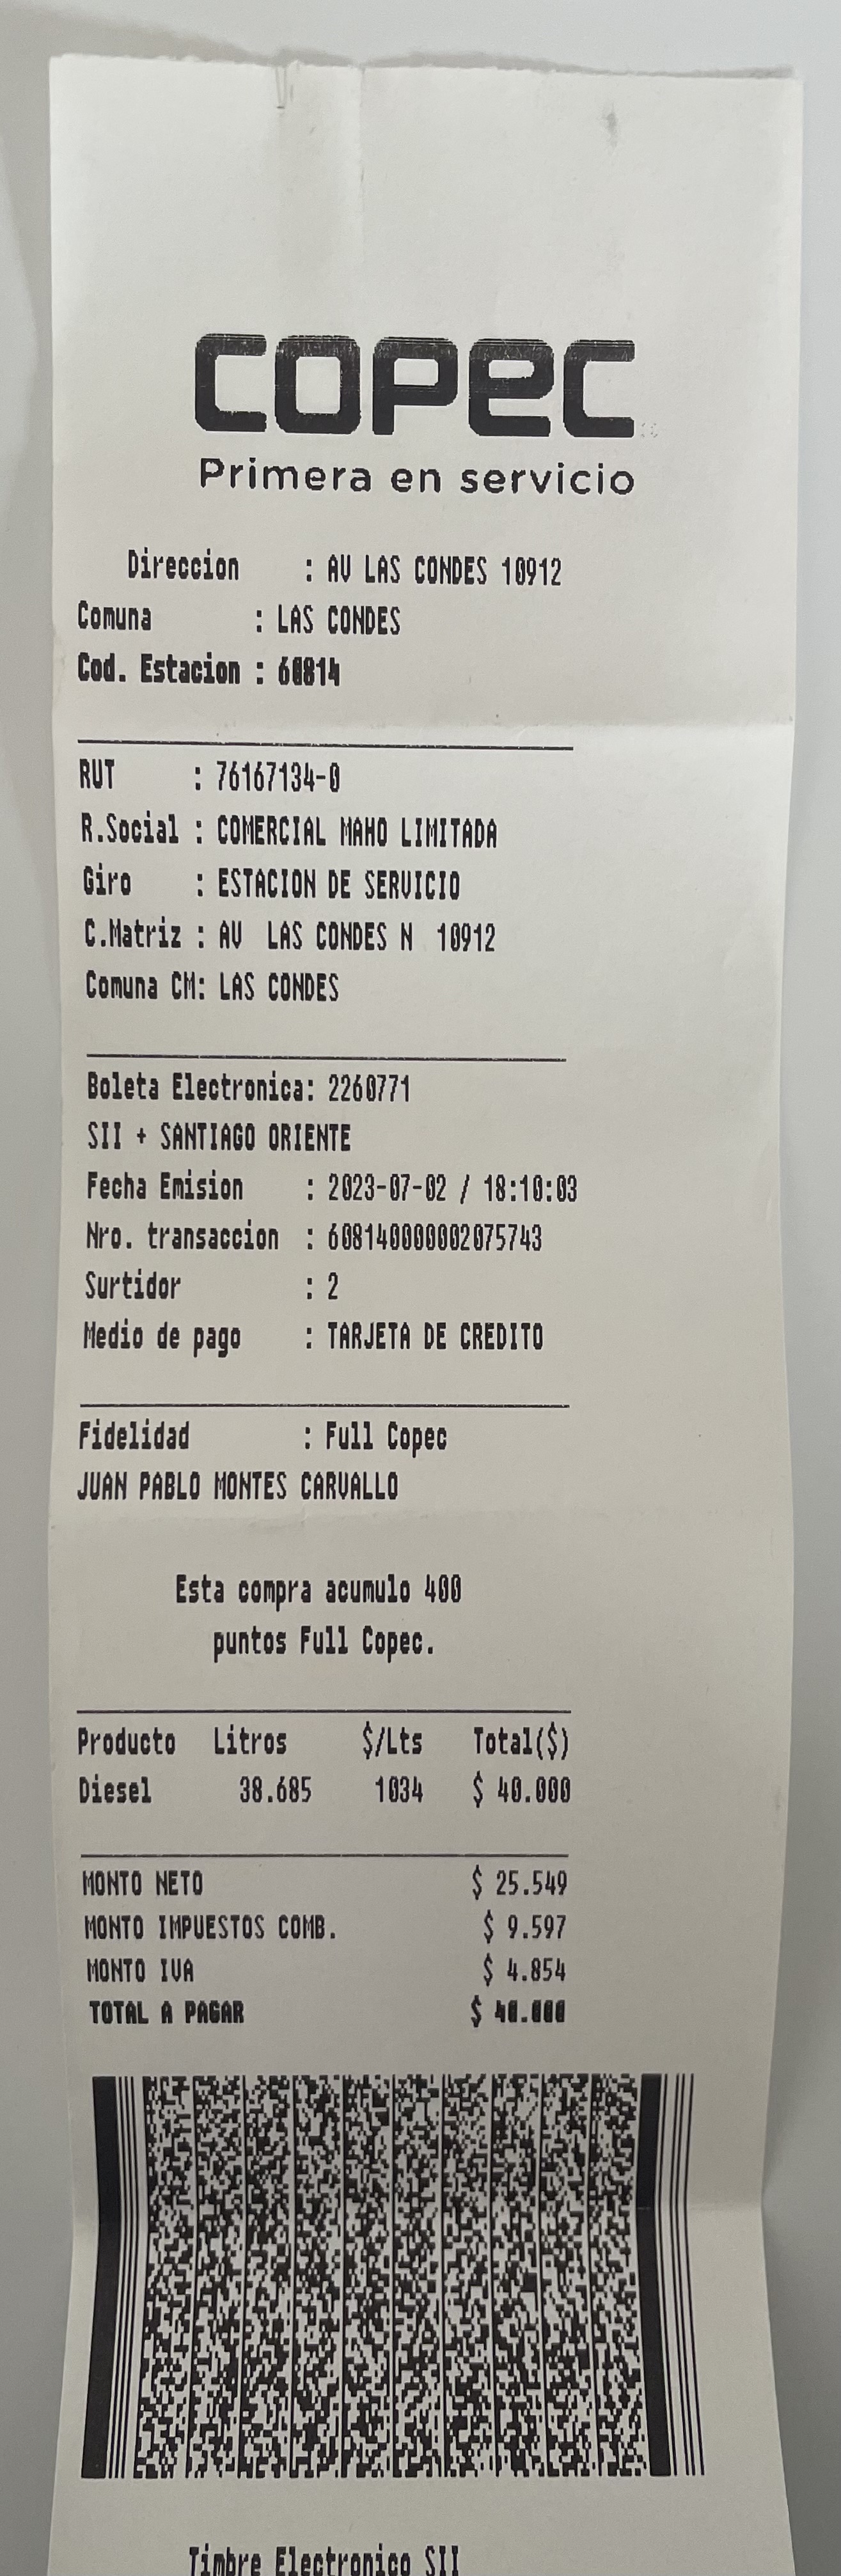 copec
Primera en servicio
Direccion : AV LAS CONDES 10912
Comuna : LAS CONDES
Cod. Estacion : 60814
RUT : 76167134-0
R.Social : COMERCIAL MAHO LIMITADA
Giro : ESTACION DE SERVICIO
C.Matriz : AV LAS CONDES N 10912
Comuna CM: LAS CONDES
Boleta Electronica: 2260771
SII + SANTIAGO ORIENTE
Fecha Emision : 2023-07-02 / 18:10:03
Nro. transaccion : 608140000002075743
Surtidor : 2
Medio de pago : TARJETA DE CREDITO
Fidelidad : Full Copec
JUAN PABLO MONTES CARVALLO
Esta compra acumulo 400
puntos Full Copec.
Producto Litros $/Lts Total($)
Diesel 38.685 1034 $ 40.000
MONTO NETO $ 25.549
MONTO IMPUESTOS COMB. $ 9.597
MONTO IVA $ 4.854
TOTAL A PAGAR $ 40.000
Timbre Electronico SII